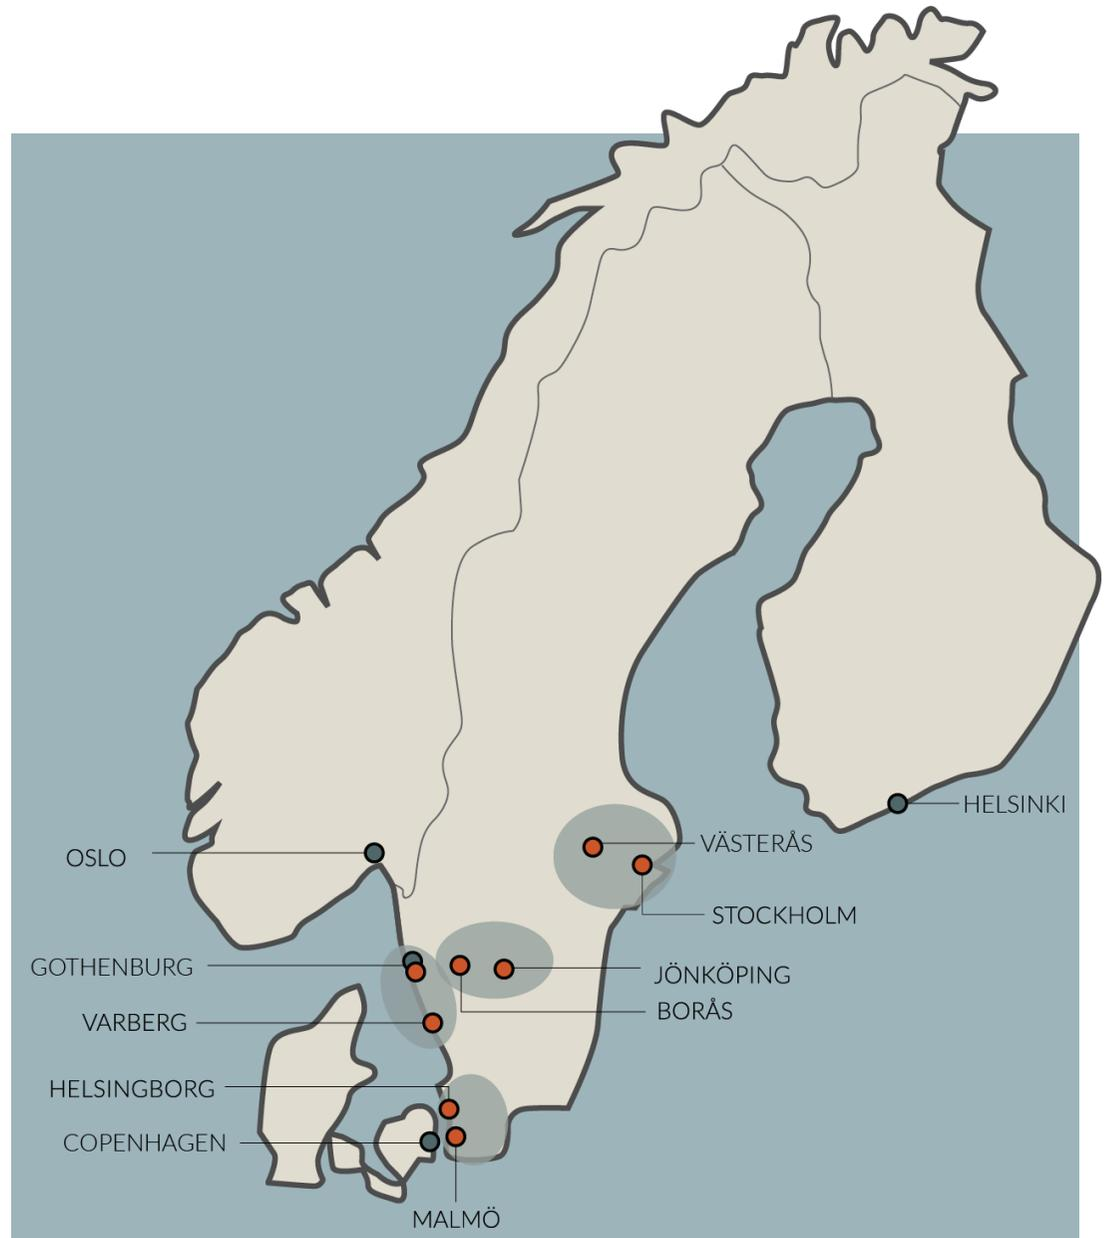 HELSINKI
VÄSTERÅS
OSLO
STOCKHOLM
GOTHENBURG
JÖNKÖPING
BORÅS
VARBERG
HELSINGBORG
COPENHAGEN
MALMÖ